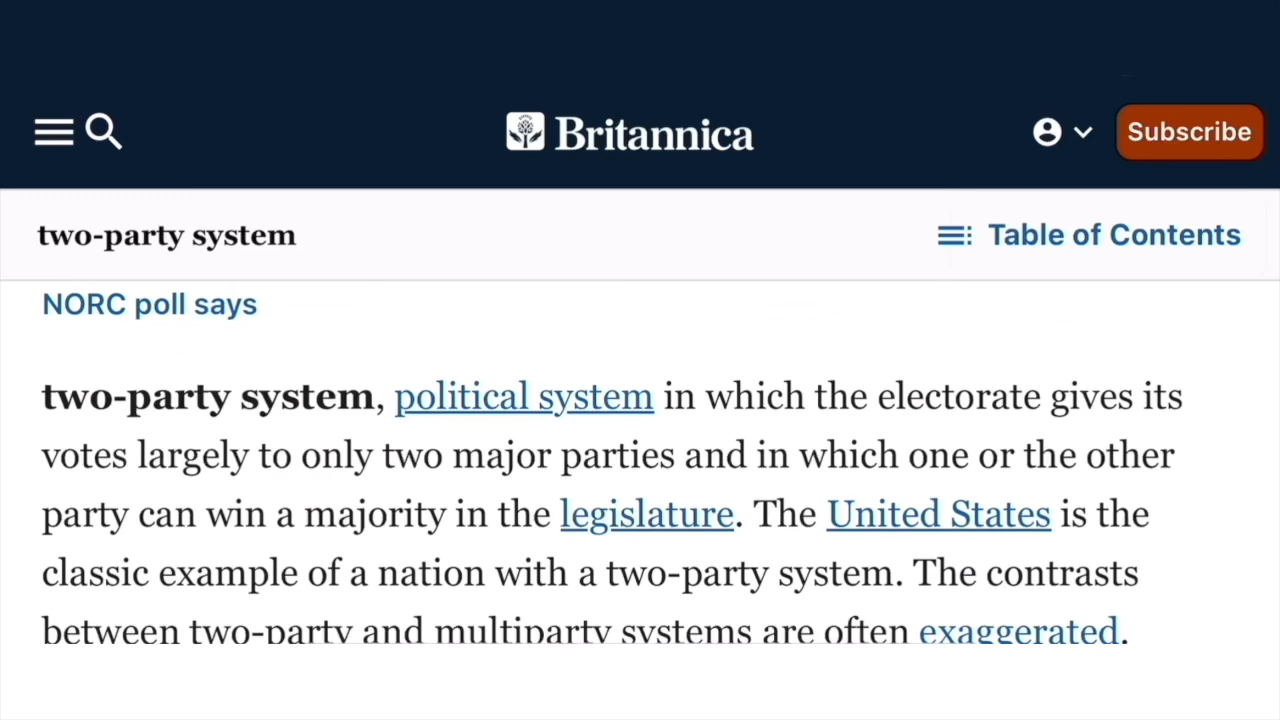 Britannica
Subscribe
two-party system
Table of Contents
NORC poll says
two-party system, political system in which the electorate gives its
votes largely to only two major parties and in which one or the other
party can win a majority in the legislature. The United States is the
classic example of a nation with a two-party system. The contrasts
between two-party and multiparty systems are often exaggerated.